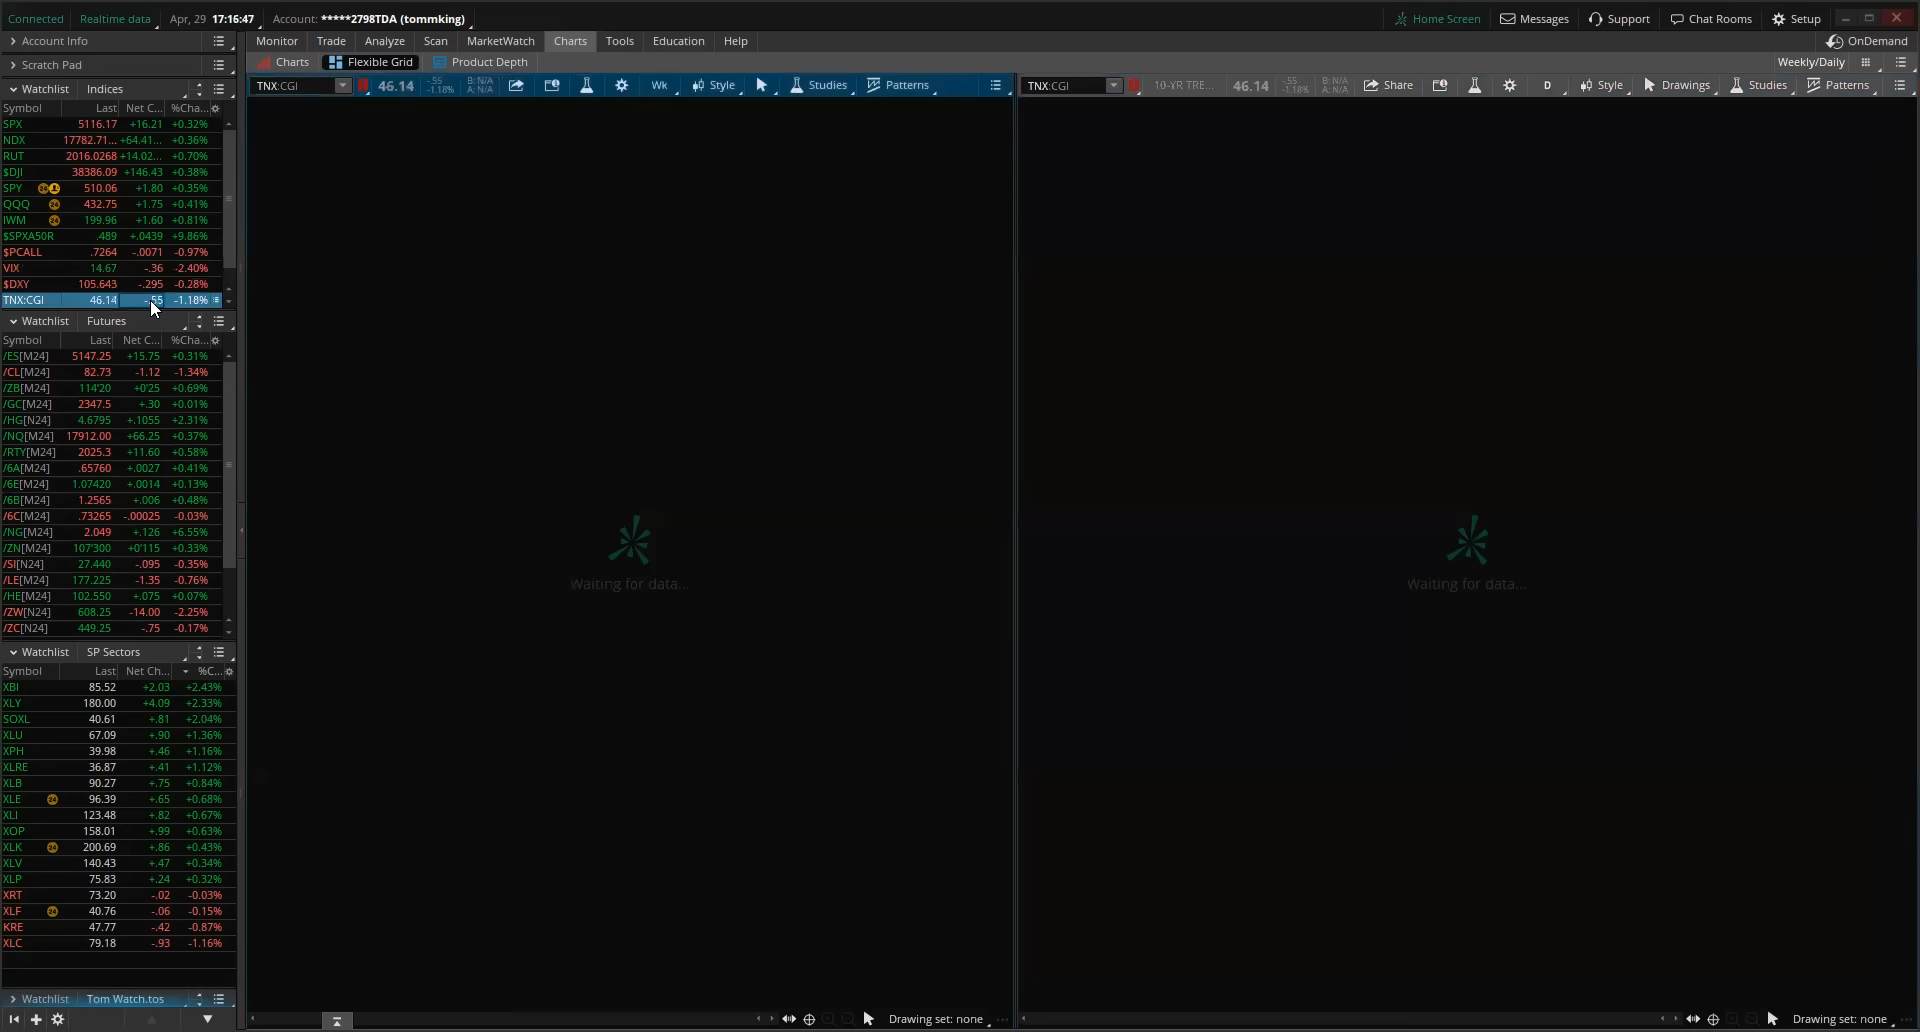 Connected Realtime data Apr, 29 17:16:47 Account: *****2798TDA (tommking) Home Screen Messages Support Chat Rooms Setup
Account Info Monitor Trade Analyze Scan MarketWatch Charts Tools Education Help OnDemand
Scratch Pad Charts Flexible Grid Product Depth Weekly/Daily
Watchlist Indices TNX:CGI 46.14 -.55 -1.18% B: N/A A: N/A Wk Style Studies Patterns TNX:CGI 10-YR TRE... 46.14 -.55 -1.18% B: N/A A: N/A Share D Style Drawings Studies Patterns
Symbol Last Net C... %Cha...
SPX 5116.17 +16.21 +0.32%
NDX 17782.71... +64.41... +0.36%
RUT 2016.0268 +14.02... +0.70%
$DJI 38386.09 +146.43 +0.38%
SPY 24 510.06 +1.80 +0.35%
QQQ 24 432.75 +1.75 +0.41%
IWM 24 199.96 +1.60 +0.81%
$SPXA50R .489 +.0439 +9.86%
$PCALL .7264 -.0071 -0.97%
VIX 14.67 -.36 -2.40%
$DXY 105.643 -.295 -0.28%
TNX:CGI 46.14 -.55 -1.18%
Watchlist Futures
Symbol Last Net C... %Cha...
/ES[M24] 5147.25 +15.75 +0.31%
/CL[M24] 82.73 -1.12 -1.34%
/ZB[M24] 114'20 +0'25 +0.69%
/GC[M24] 2347.5 +.30 +0.01%
/HG[N24] 4.6795 +.1055 +2.31%
/NQ[M24] 17912.00 +66.25 +0.37%
/RTY[M24] 2025.3 +11.60 +0.58%
/6A[M24] .65760 +.0027 +0.41%
/6E[M24] 1.07420 +.0014 +0.13%
/6B[M24] 1.2565 +.006 +0.48%
/6C[M24] .73265 -.00025 -0.03%
/NG[M24] 2.049 +.126 +6.55%
/ZN[M24] 107'300 +0'115 +0.33%
/SI[N24] 27.440 -.095 -0.35%
/LE[M24] 177.225 -1.35 -0.76%
/HE[M24] 102.550 +.075 +0.07%
/ZW[N24] 608.25 -14.00 -2.25%
/ZC[N24] 449.25 -.75 -0.17%
Waiting for data... Waiting for data...
Watchlist SP Sectors
Symbol Last Net Ch... %C...
XBI 85.52 +2.03 +2.43%
XLY 180.00 +4.09 +2.33%
SOXL 40.61 +.81 +2.04%
XLU 67.09 +.90 +1.36%
XPH 39.98 +.46 +1.16%
XLRE 36.87 +.41 +1.12%
XLB 90.27 +.75 +0.84%
XLE 24 96.39 +.65 +0.68%
XLI 123.48 +.82 +0.67%
XOP 158.01 +.99 +0.63%
XLK 24 200.69 +.86 +0.43%
XLV 140.43 +.47 +0.34%
XLP 75.83 +.24 +0.32%
XRT 73.20 -.02 -0.03%
XLF 24 40.76 -.06 -0.15%
KRE 47.77 -.42 -0.87%
XLC 79.18 -.93 -1.16%
Watchlist Tom Watch.tos
Drawing set: none Drawing set: none